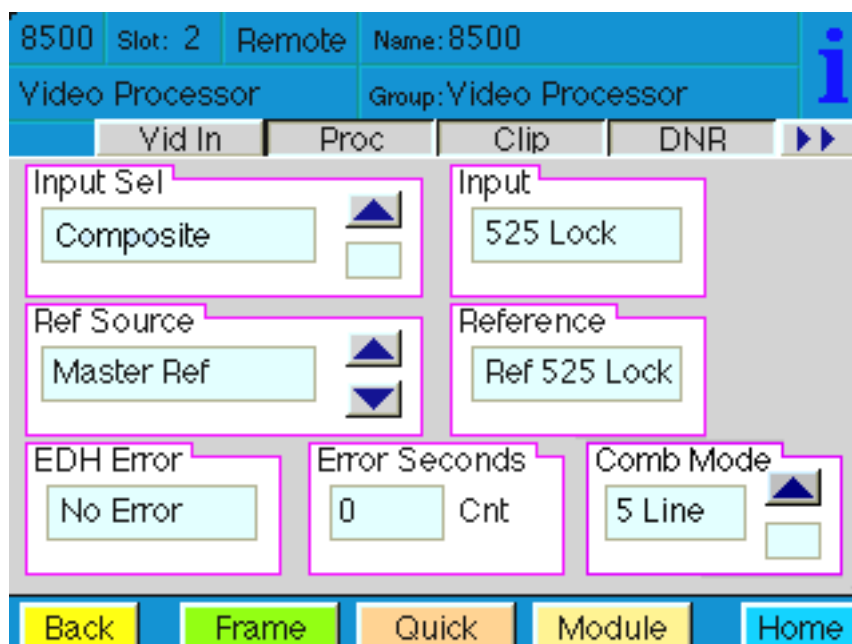 8500 Slot: 2 Remote Name: 8500
Video Processor Group: Video Processor
i
Vid In Proc Clip DNR
Input Sel Input
Composite 525 Lock
Ref Source Reference
Master Ref Ref 525 Lock
EDH Error Error Seconds Comb Mode
No Error 0 Cnt 5 Line
Back Frame Quick Module Home